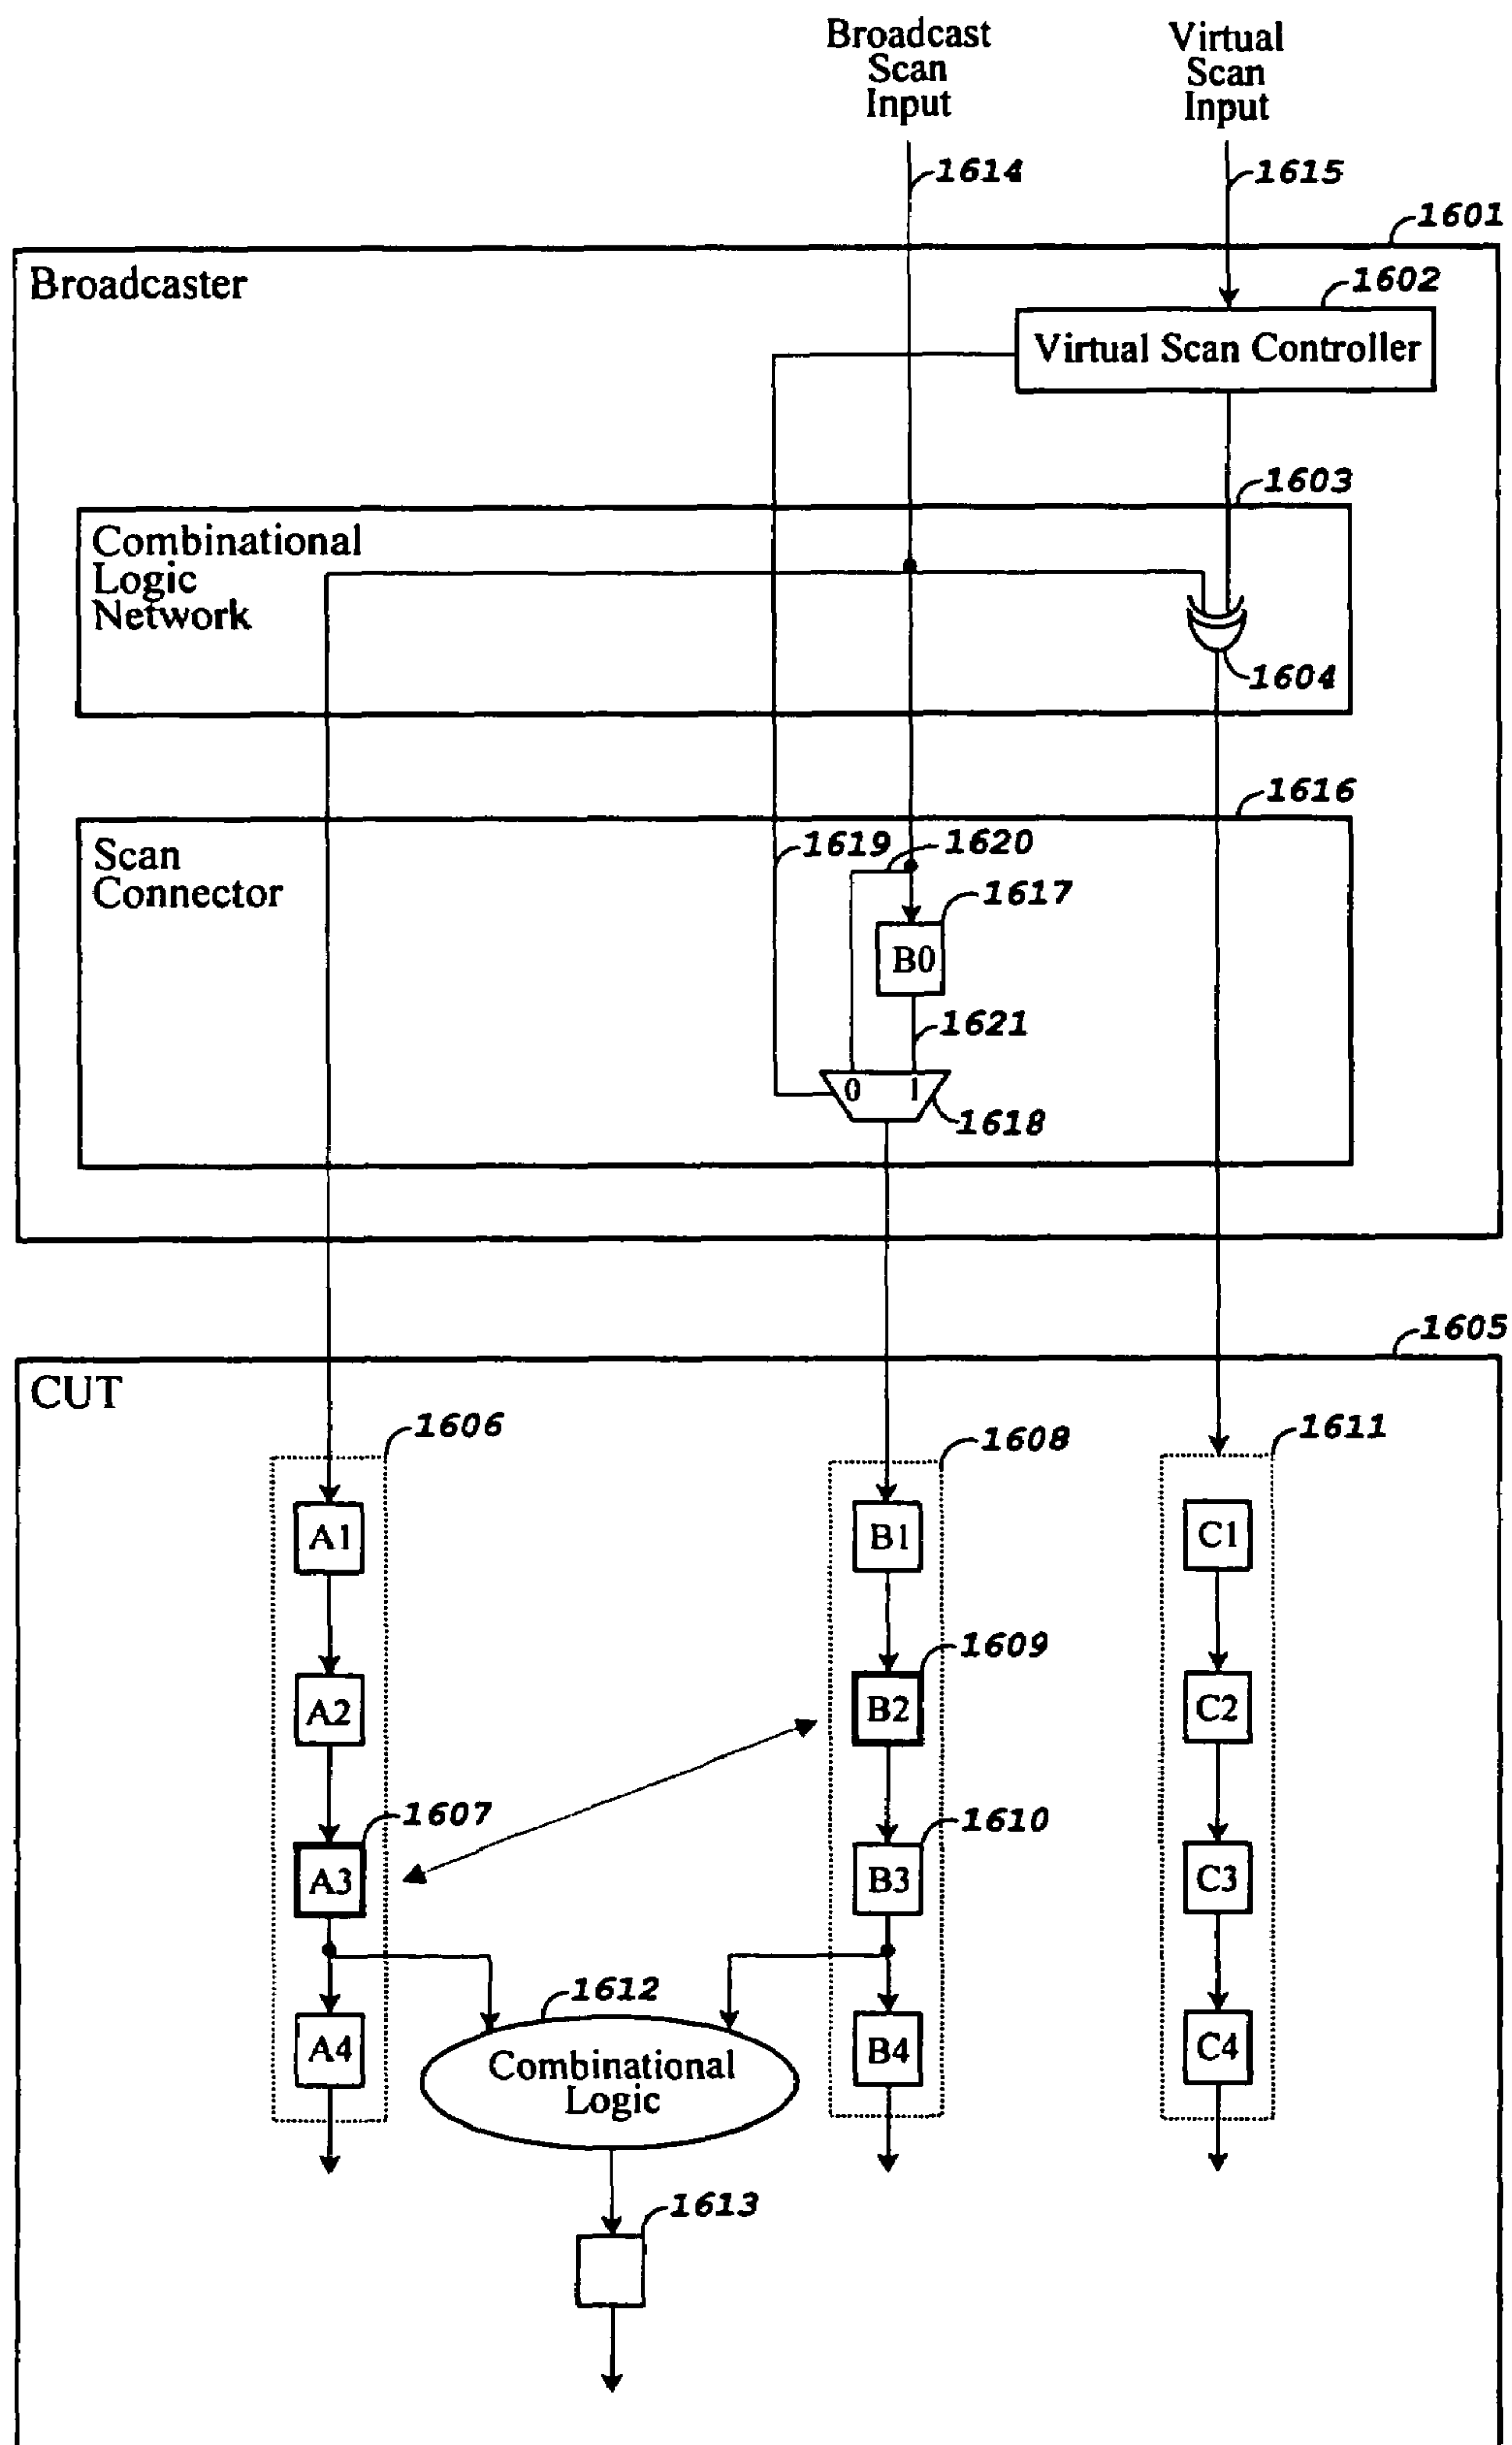 Broadcast
Scan
Input
Virtual
Scan
Input
1614
1615
1601
Broadcaster
1602
Virtual Scan Controller
1603
Combinational
Logic
Network
1604
1616
Scan
Connector
1619
1620
1617
B0
1621
0 1
1618
1605
CUT
1606
1608
1611
A1
B1
C1
1609
A2
B2
C2
1607
1610
A3
B3
C3
1612
A4
Combinational
Logic
B4
C4
1613